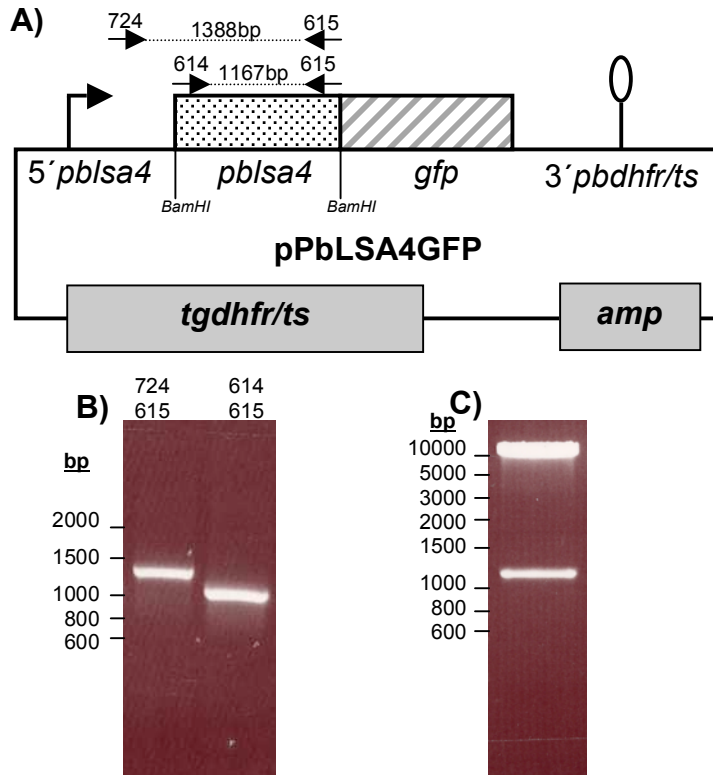 A)
724 1388bp 615
614 1167bp 615
5´pblsa4 pblsa4 gfp 3´pbdhfr/ts
BamHI BamHI
pPbLSA4GFP
tgdhfr/ts amp
B)
724 614
615 615
bp
2000
1500
1000
800
600
C)
bp
10000
5000
3000
2000
1500
1000
800
600